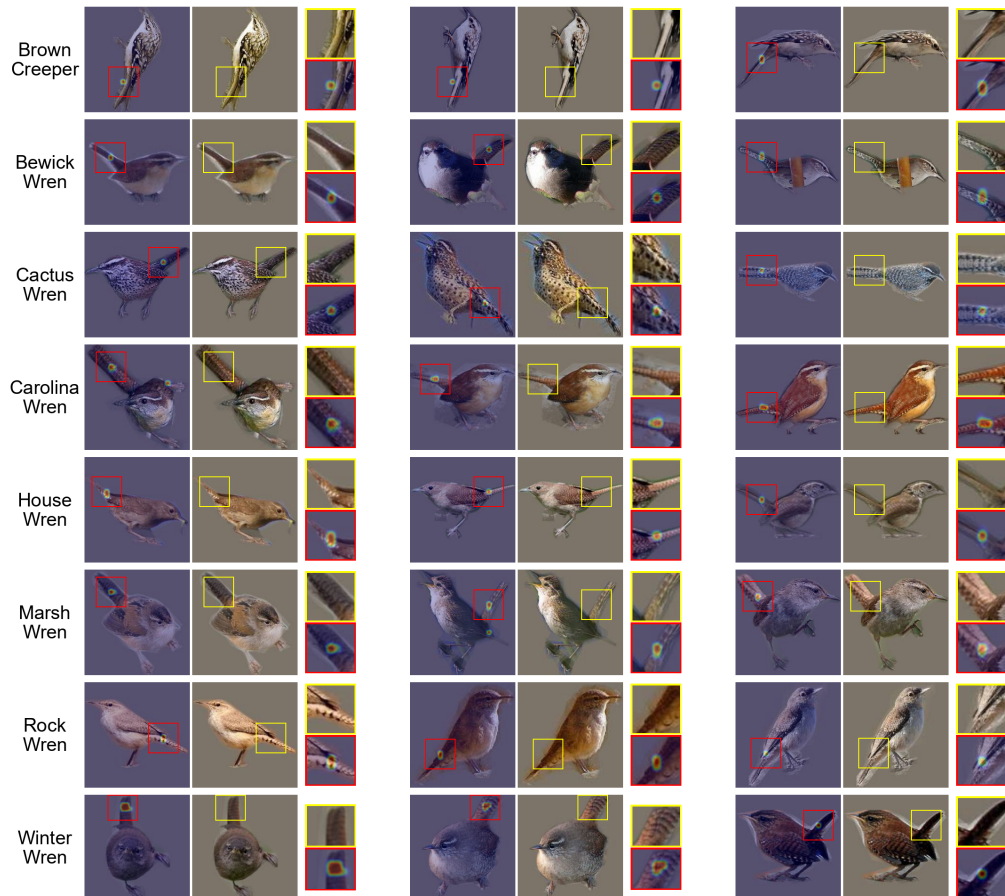 Brown
Creeper
Bewick
Wren
Cactus
Wren
Carolina
Wren
House
Wren
Marsh
Wren
Rock
Wren
Winter
Wren